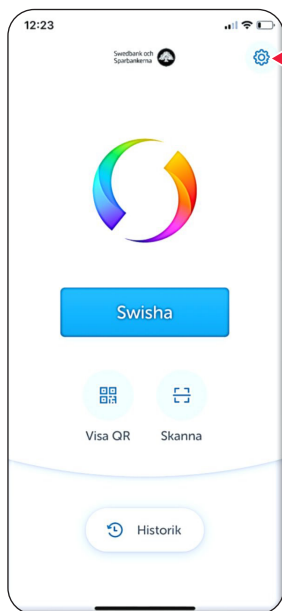 12:23
Swedbank och
Sparbankerna
Swisha
Visa QR
Skanna
Historik